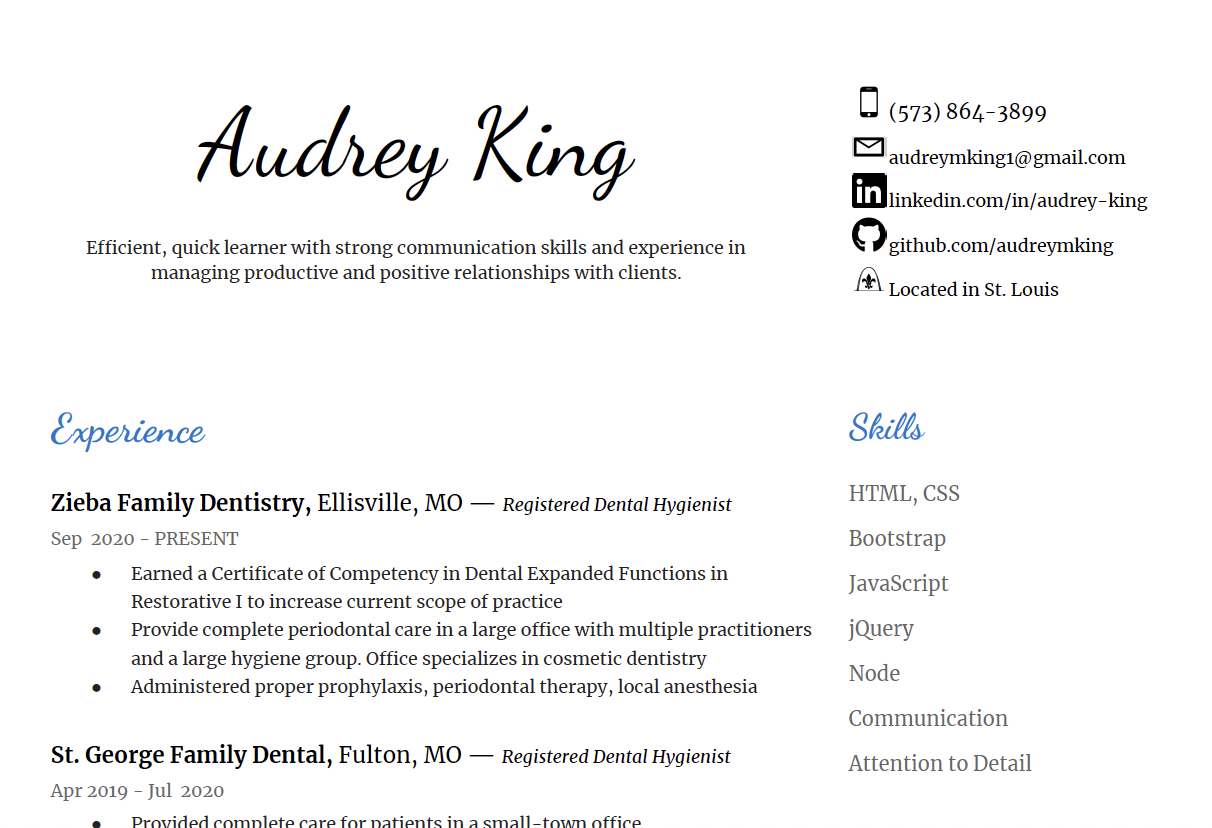 Audrey King
Efficient, quick learner with strong communication skills and experience in
managing productive and positive relationships with clients.
(573) 864-3899
audreymking1@gmail.com
in linkedin.com/in/audrey-king
github.com/audreymking
Located in St. Louis
Experience
Zieba Family Dentistry, Ellisville, MO — Registered Dental Hygienist
Sep 2020 - PRESENT
● Earned a Certificate of Competency in Dental Expanded Functions in
Restorative I to increase current scope of practice
● Provide complete periodontal care in a large office with multiple practitioners
and a large hygiene group. Office specializes in cosmetic dentistry
● Administered proper prophylaxis, periodontal therapy, local anesthesia
St. George Family Dental, Fulton, MO — Registered Dental Hygienist
Apr 2019 - Jul 2020
● Provided complete care for patients in a small-town office
Skills
HTML, CSS
Bootstrap
JavaScript
jQuery
Node
Communication
Attention to Detail